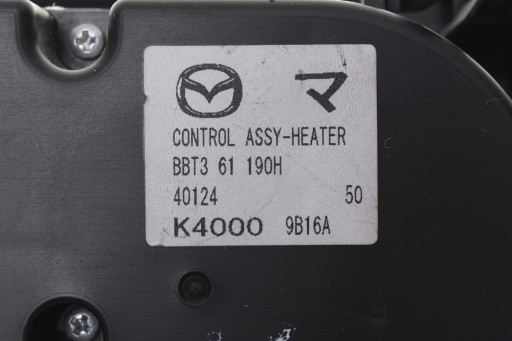 マ
CONTROL ASSY-HEATER
BBT3 61 190H
40124 50
K4000 9B16A